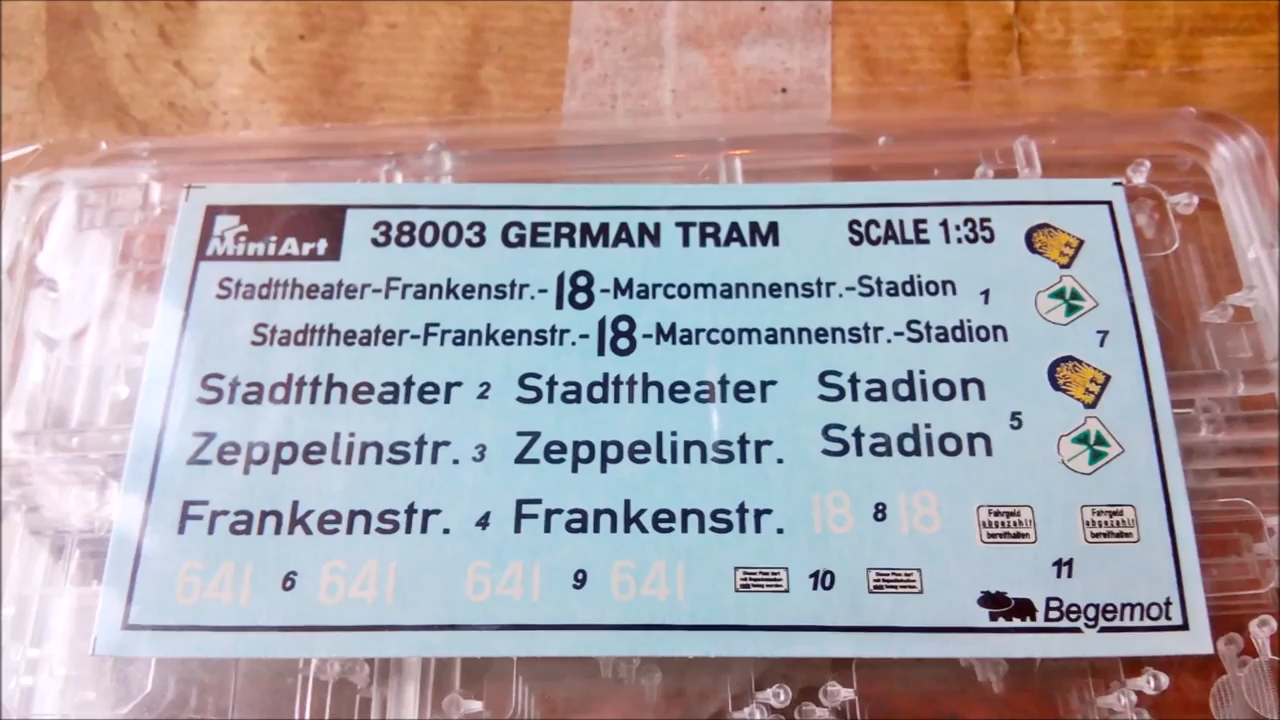 MiniArt 38003 GERMAN TRAM SCALE 1:35
Stadttheater-Frankenstr.-18-Marcomannenstr.-Stadion 1
Stadttheater-Frankenstr.-18-Marcomannenstr.-Stadion
7
Stadttheater 2 Stadttheater Stadion
5
Zeppelinstr. 3 Zeppelinstr. Stadion
Frankenstr. 4 Frankenstr. 18 8 18
Fahrgeld abgezählt bereithalten
Fahrgeld abgezählt bereithalten
641 6 641 641 9 641 10 11
Begemot